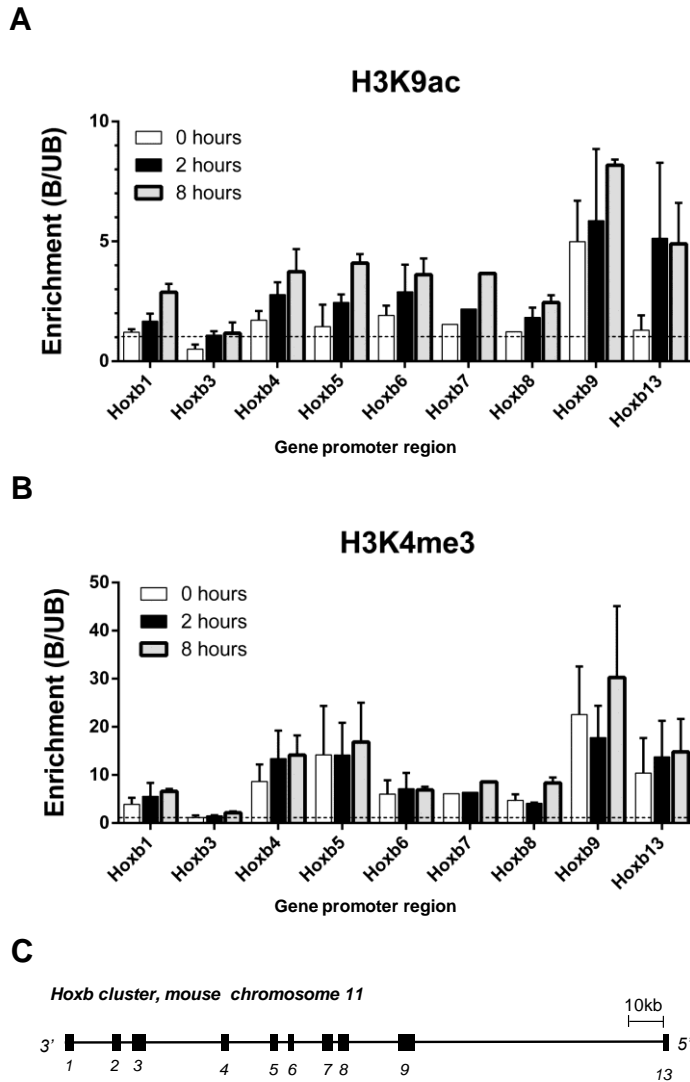 A
H3K9ac
Enrichment (B/UB)
10
5
0
0 hours
2 hours
8 hours
Hoxb1
Hoxb3
Hoxb4
Hoxb5
Hoxb6
Hoxb7
Hoxb8
Hoxb9
Hoxb13
Gene promoter region
B
H3K4me3
Enrichment (B/UB)
50
40
30
20
10
0
0 hours
2 hours
8 hours
Hoxb1
Hoxb3
Hoxb4
Hoxb5
Hoxb6
Hoxb7
Hoxb8
Hoxb9
Hoxb13
Gene promoter region
C
Hoxb cluster, mouse chromosome 11
10kb
3' 5'
1 2 3 4 5 6 7 8 9 13